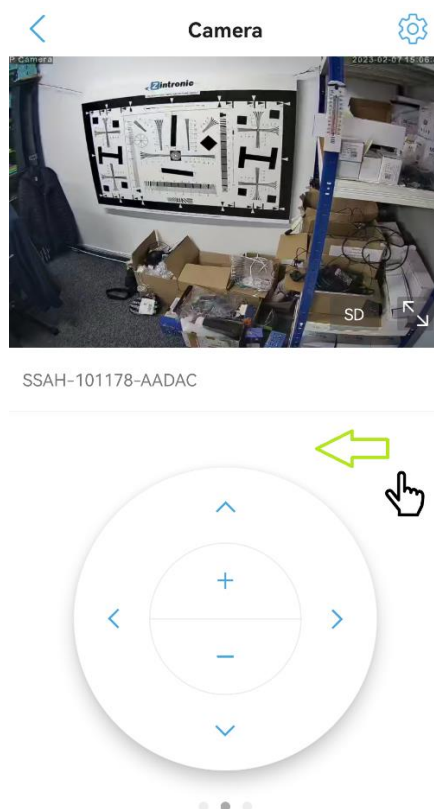 Camera
P Camera
2023-02-07 15:06:
Zintronic
SD
SSAH-101178-AADAC